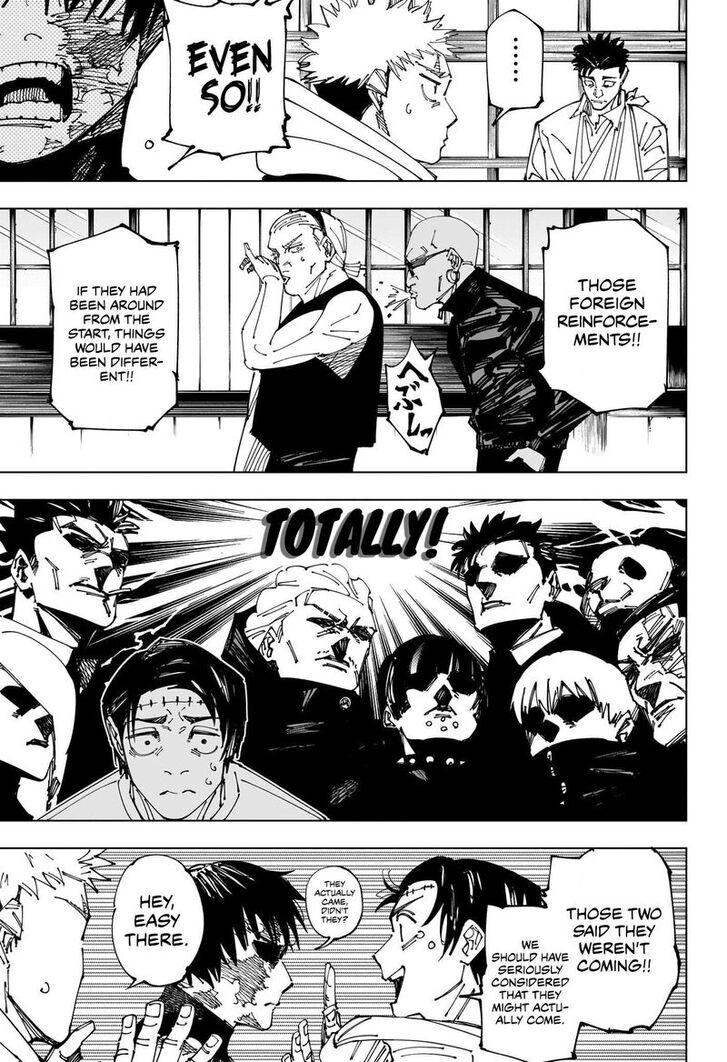 .....
EVEN
SO!!
THOSE
FOREIGN
REINFORCE-
MENTS!!
へぶしっ
IF THEY HAD
BEEN AROUND
FROM THE
START, THINGS
WOULD HAVE
BEEN DIFFER-
ENT!!
TOTALLY!
THOSE TWO
SAID THEY
WEREN'T
COMING!!
WE
SHOULD HAVE
SERIOUSLY
CONSIDERED
THAT THEY
MIGHT ACTU-
ALLY COME.
THEY
ACTUALLY
CAME,
DIDN'T
THEY?
HEY,
EASY
THERE.